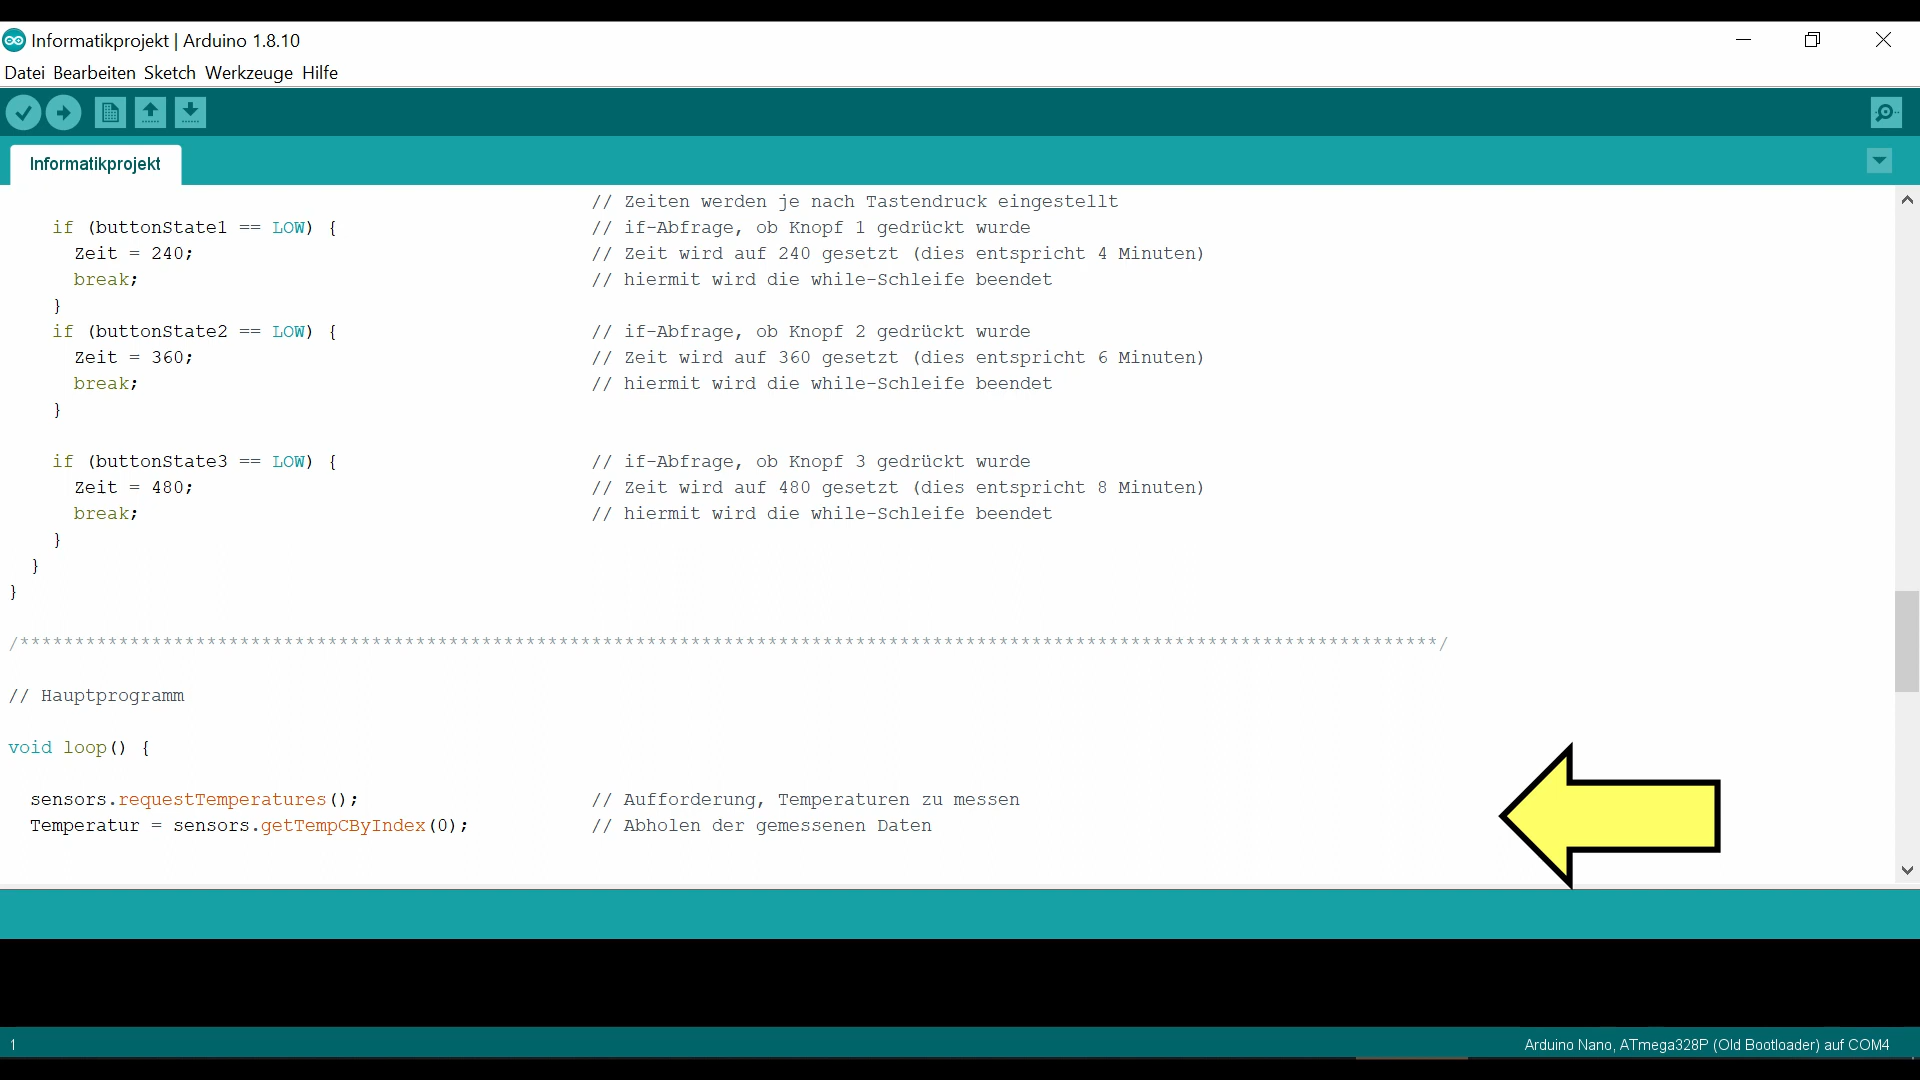 Informatikprojekt | Arduino 1.8.10
Datei Bearbeiten Sketch Werkzeuge Hilfe
Informatikprojekt
// Zeiten werden je nach Tastendruck eingestellt
if (buttonState1 == LOW) { // if-Abfrage, ob Knopf 1 gedrückt wurde
Zeit = 240; // Zeit wird auf 240 gesetzt (dies entspricht 4 Minuten)
break; // hiermit wird die while-Schleife beendet
}
if (buttonState2 == LOW) { // if-Abfrage, ob Knopf 2 gedrückt wurde
Zeit = 360; // Zeit wird auf 360 gesetzt (dies entspricht 6 Minuten)
break; // hiermit wird die while-Schleife beendet
}
if (buttonState3 == LOW) { // if-Abfrage, ob Knopf 3 gedrückt wurde
Zeit = 480; // Zeit wird auf 480 gesetzt (dies entspricht 8 Minuten)
break; // hiermit wird die while-Schleife beendet
}
}
}
/*********************************************************************************************************************************/
// Hauptprogramm
void loop() {
sensors.requestTemperatures(); // Aufforderung, Temperaturen zu messen
Temperatur = sensors.getTempCByIndex(0); // Abholen der gemessenen Daten
1 Arduino Nano, ATmega328P (Old Bootloader) auf COM4